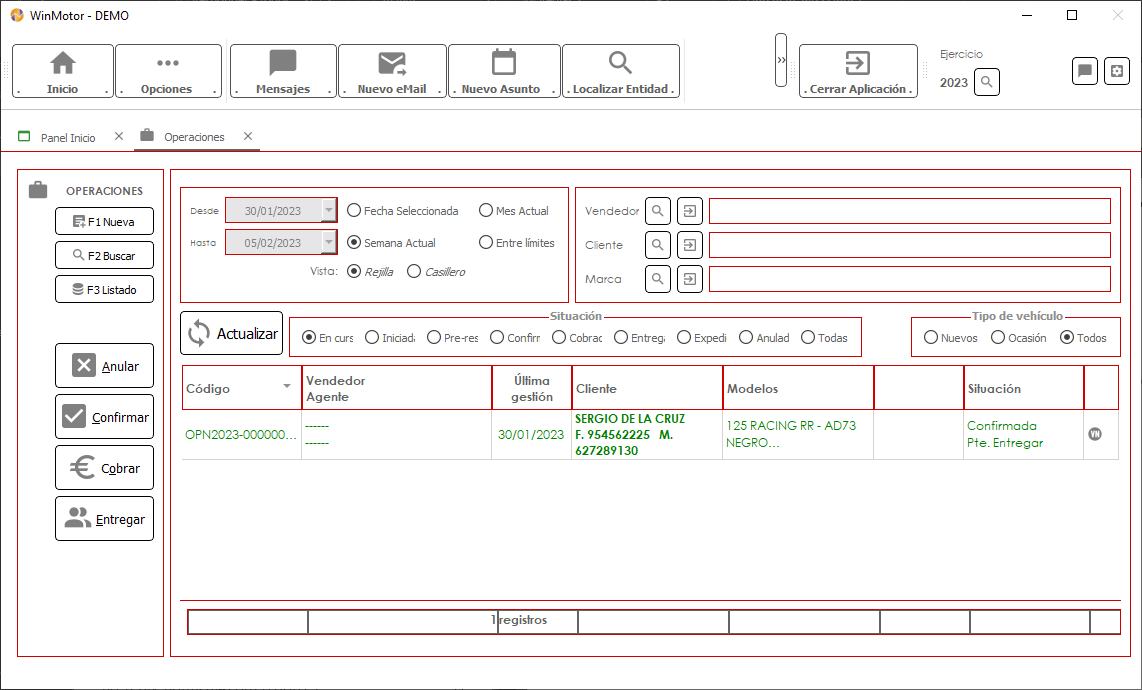 WinMotor - DEMO
. Inicio .
. Opciones .
. Mensajes .
. Nuevo eMail .
. Nuevo Asunto .
. Localizar Entidad .
»
. Cerrar Aplicación .
Ejercicio
2023
Panel Inicio
Operaciones
OPERACIONES
F1 Nueva
F2 Buscar
F3 Listado
Anular
Confirmar
Cobrar
Entregar
Desde 30/01/2023 Fecha Seleccionada Mes Actual
Hasta 05/02/2023 Semana Actual Entre límites
Vista: Rejilla Casillero
Vendedor
Cliente
Marca
Actualizar
Situación
En curs Iniciada Pre-res Confirr Cobrac Entrega Expedi Anulad Todas
Tipo de vehículo
Nuevos Ocasión Todos
Código
Vendedor
Agente
Última
gestión
Cliente
Modelos
Situación
OPN2023-000000...
------
------
30/01/2023
SERGIO DE LA CRUZ
F. 954562225 M.
627289130
125 RACING RR - AD73
NEGRO...
Confirmada
Pte. Entregar
VN
1 registros